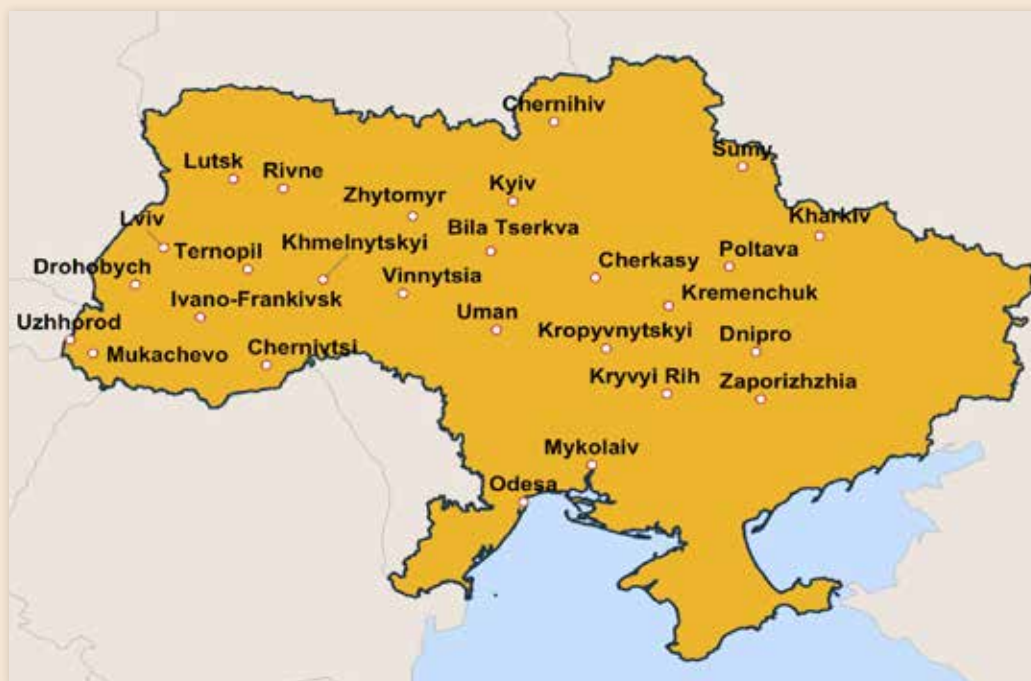 Chernihiv
Sumy
Lutsk
Rivne
Kyiv
Zhytomyr
Kharkiv
Lviv
Bila Tserkva
Khmelnytskyi
Ternopil
Poltava
Cherkasy
Drohobych
Vinnytsia
Ivano-Frankivsk
Kremenchuk
Uman
Uzhhorod
Kropyvnytskyi
Dnipro
Mukachevo
Chernivtsi
Kryvyi Rih
Zaporizhzhia
Mykolaiv
Odesa